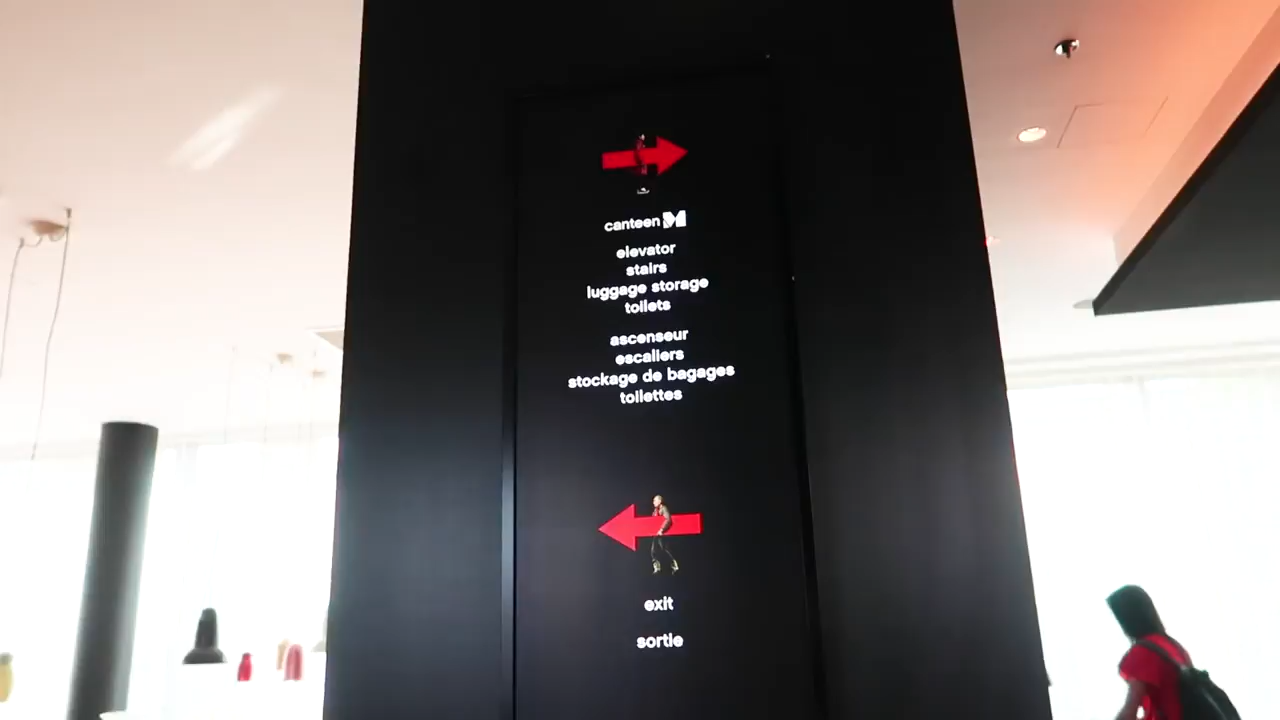 canteen M
elevator
stairs
luggage storage
toilets
ascenseur
escaliers
stockage de bagages
toilettes
exit
sortie